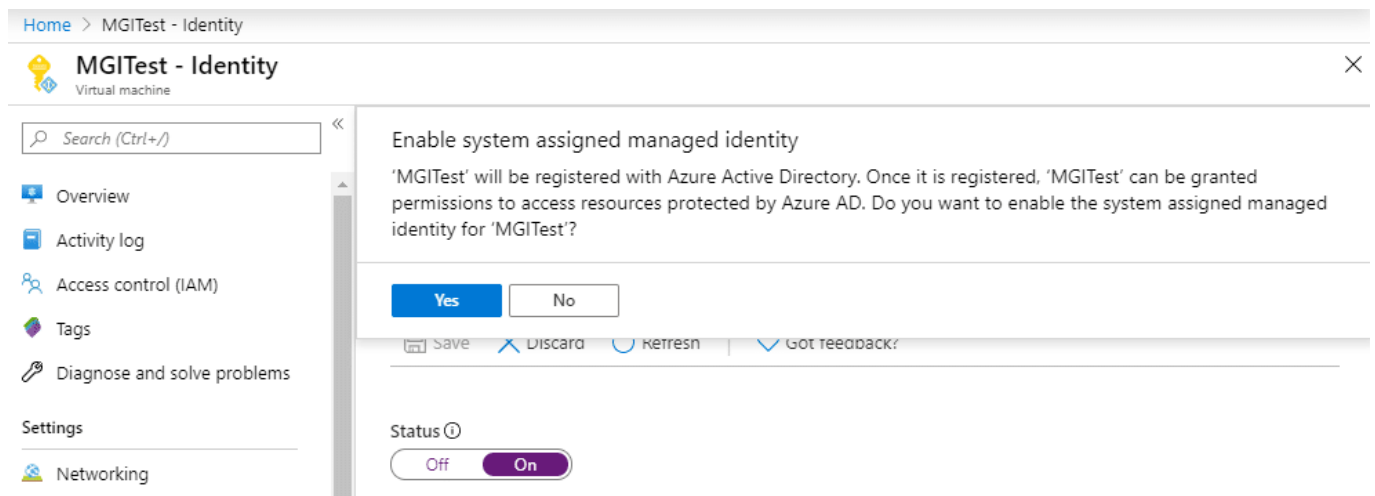 Home > MGITest - Identity
MGITest - Identity
Virtual machine
Search (Ctrl+/)
«
Overview
Activity log
Access control (IAM)
Tags
Diagnose and solve problems
Settings
Networking
Enable system assigned managed identity
‘MGITest’ will be registered with Azure Active Directory. Once it is registered, ‘MGITest’ can be granted
permissions to access resources protected by Azure AD. Do you want to enable the system assigned managed
identity for ‘MGITest’?
Yes No
Save Discard Refresh Got feedback?
Status
Off On